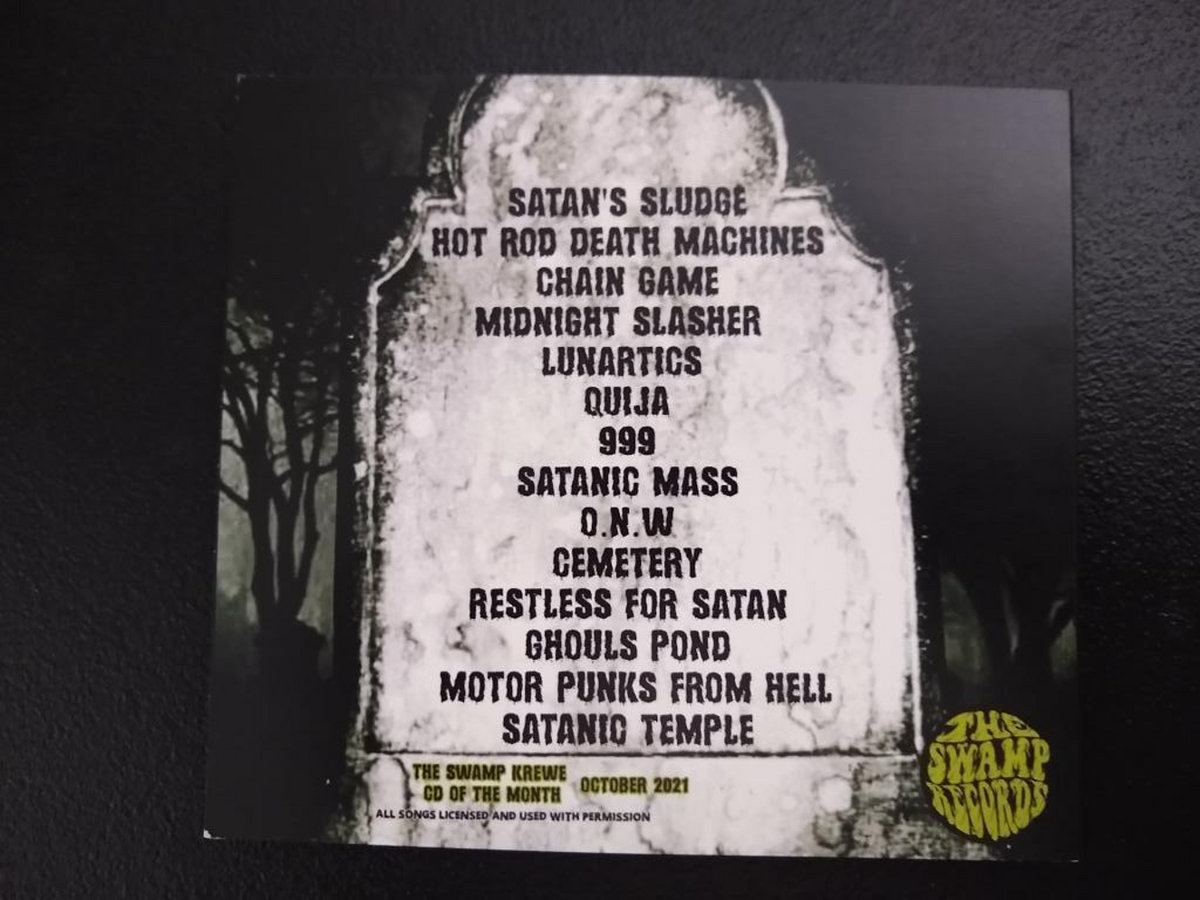 SATAN'S SLUDGE
HOT ROD DEATH MACHINES
CHAIN GAME
MIDNIGHT SLASHER
LUNARTICS
QUIJA
999
SATANIC MASS
O.N.W
CEMETERY
RESTLESS FOR SATAN
GHOULS POND
MOTOR PUNKS FROM HELL
SATANIC TEMPLE
THE SWAMP KREWE
CD OF THE MONTH
OCTOBER 2021
ALL SONGS LICENSED AND USED WITH PERMISSION
THE
SWAMP
RECORDS